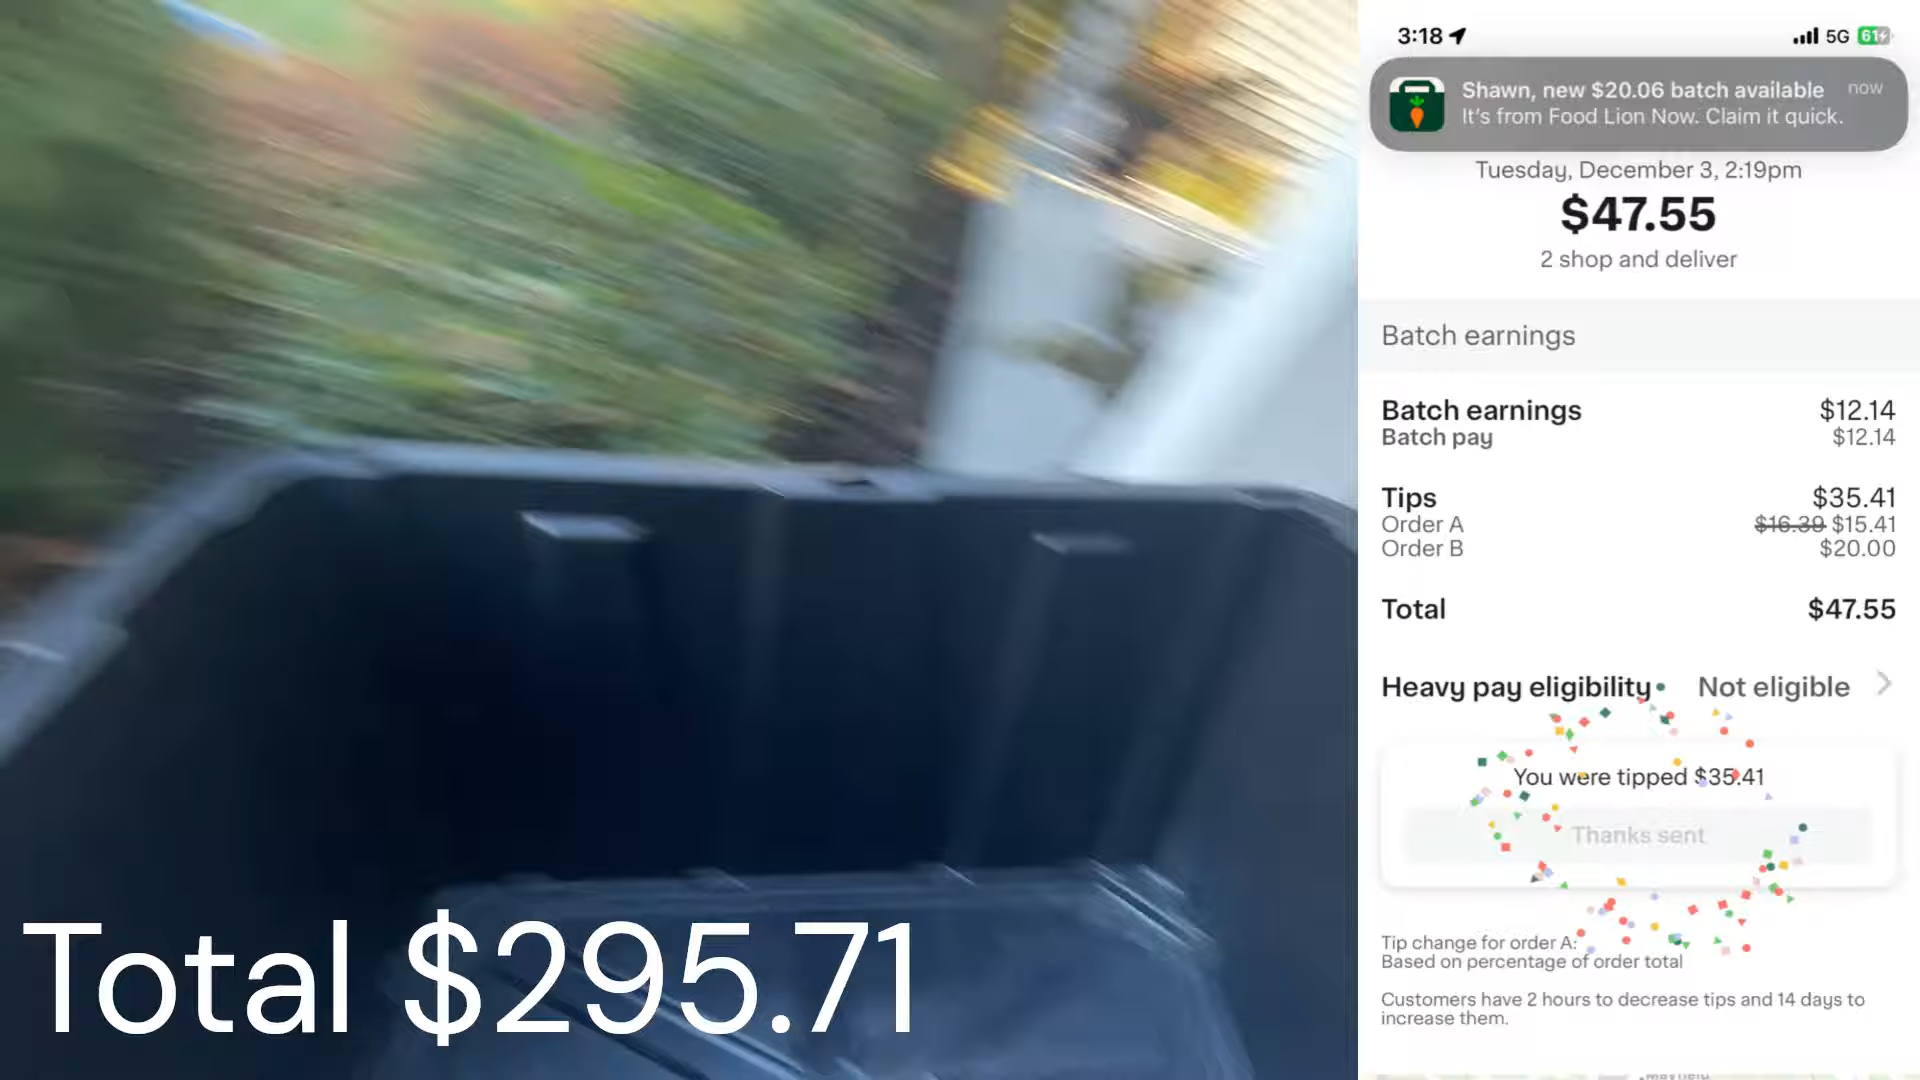 Total $295.71
3:18
5G
61
Shawn, new $20.06 batch available now
It's from Food Lion Now. Claim it quick.
Tuesday, December 3, 2:19pm
$47.55
2 shop and deliver
Batch earnings
Batch earnings $12.14
Batch pay $12.14
Tips $35.41
Order A $16.39 $15.41
Order B $20.00
Total $47.55
Heavy pay eligibility Not eligible
You were tipped $35.41
Thanks sent
Tip change for order A:
Based on percentage of order total
Customers have 2 hours to decrease tips and 14 days to
increase them.